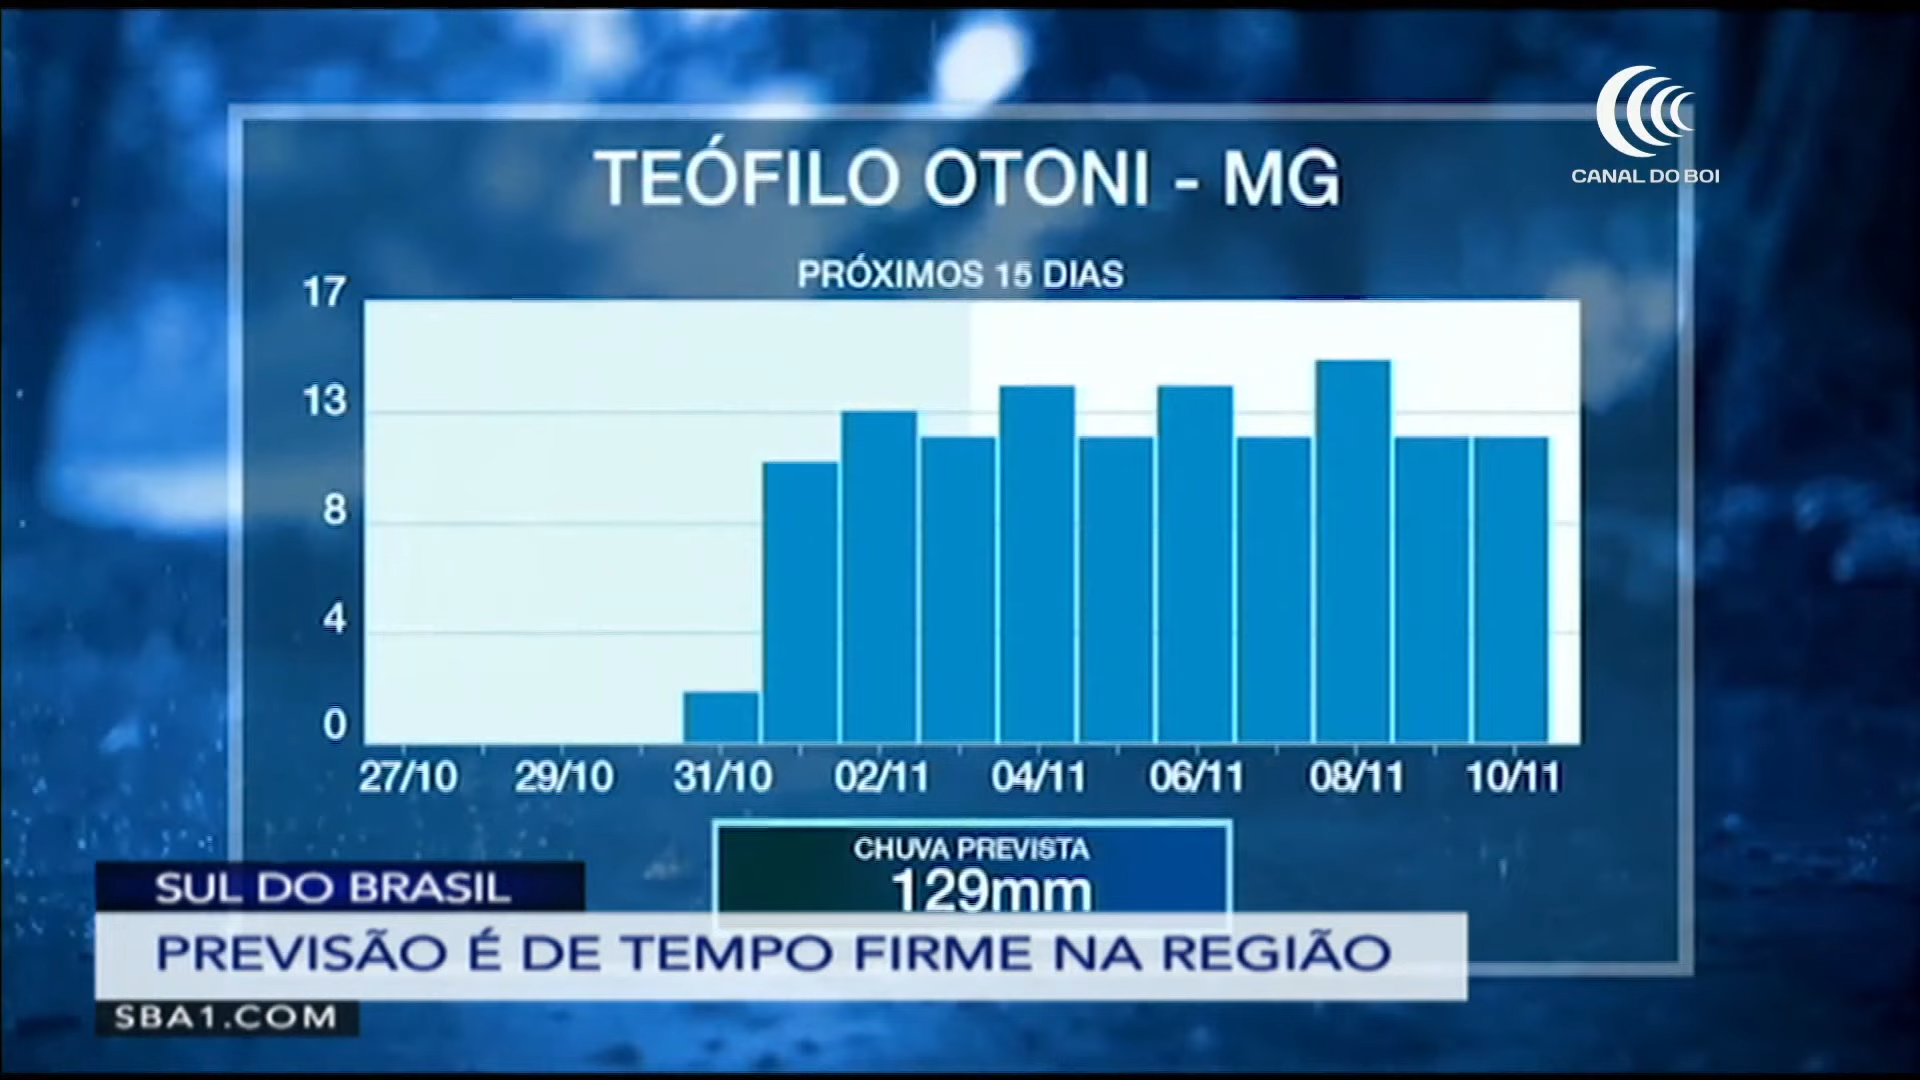 CANAL DO BOI
TEÓFILO OTONI - MG
PRÓXIMOS 15 DIAS
17
13
8
4
0
27/10 29/10 31/10 02/11 04/11 06/11 08/11 10/11
CHUVA PREVISTA
129mm
SUL DO BRASIL
PREVISÃO É DE TEMPO FIRME NA REGIÃO
SBA1.COM